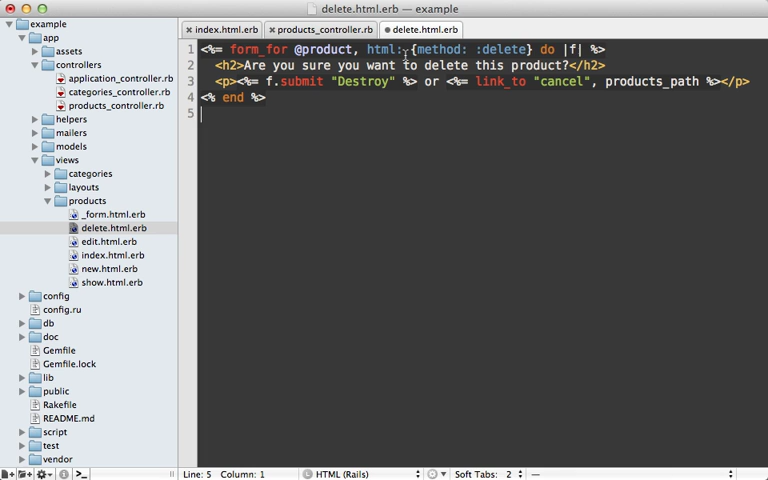 delete.html.erb — example
example
app
assets
controllers
application_controller.rb
categories_controller.rb
products_controller.rb
helpers
mailers
models
views
categories
layouts
products
_form.html.erb
delete.html.erb
edit.html.erb
index.html.erb
new.html.erb
show.html.erb
config
config.ru
db
doc
Gemfile
Gemfile.lock
lib
public
Rakefile
README.md
script
test
vendor
index.html.erb products_controller.rb delete.html.erb
1 <%= form_for @product, html: {method: :delete} do |f| %>
2 <h2>Are you sure you want to delete this product?</h2>
3 <p><%= f.submit "Destroy" %> or <%= link_to "cancel", products_path %></p>
4 <% end %>
5
Line: 5 Column: 1 HTML (Rails) Soft Tabs: 2 —